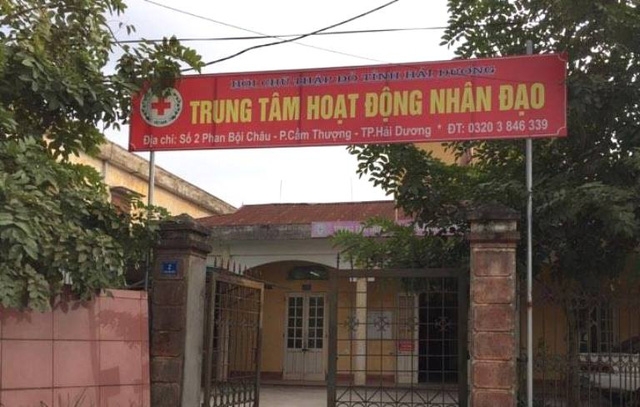 HỘI CHỮ THẬP ĐỎ TỈNH HẢI DƯƠNG
TRUNG TÂM HOẠT ĐỘNG NHÂN ĐẠO
Địa chỉ: Số 2 Phan Bội Châu - P.Cẩm Thượng - TP.Hải Dương * ĐT: 0320 3 846 339
2